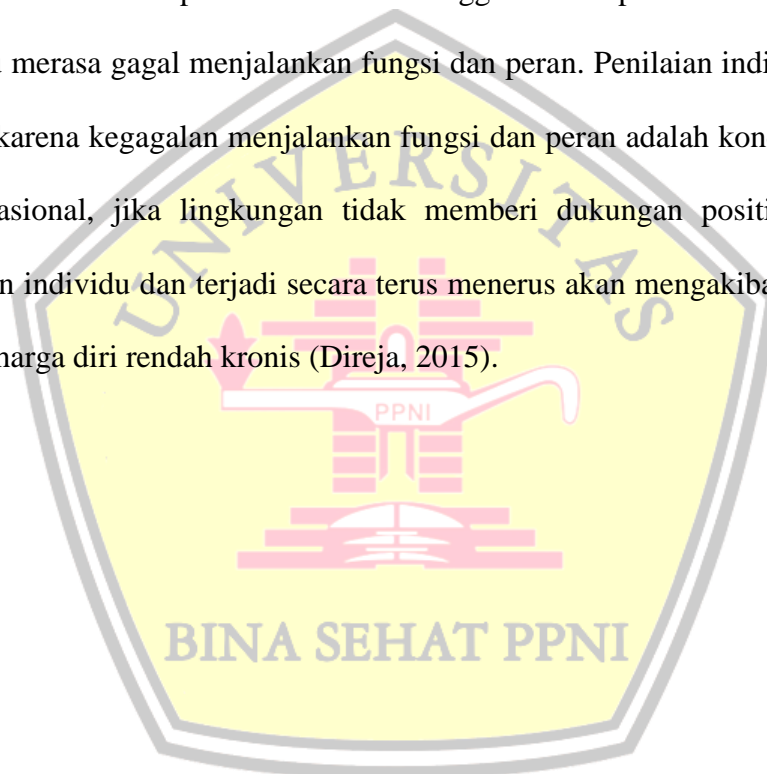 merasa gagal menjalankan fungsi dan peran. Penilaian indi
karena kegagalan menjalankan fungsi dan peran adalah kon
asional, jika lingkungan tidak memberi dukungan positi
n individu dan terjadi secara terus menerus akan mengakiba
harga diri rendah kronis (Direja, 2015).
UNIVERSITAS
PPNI
BINA SEHAT PPNI